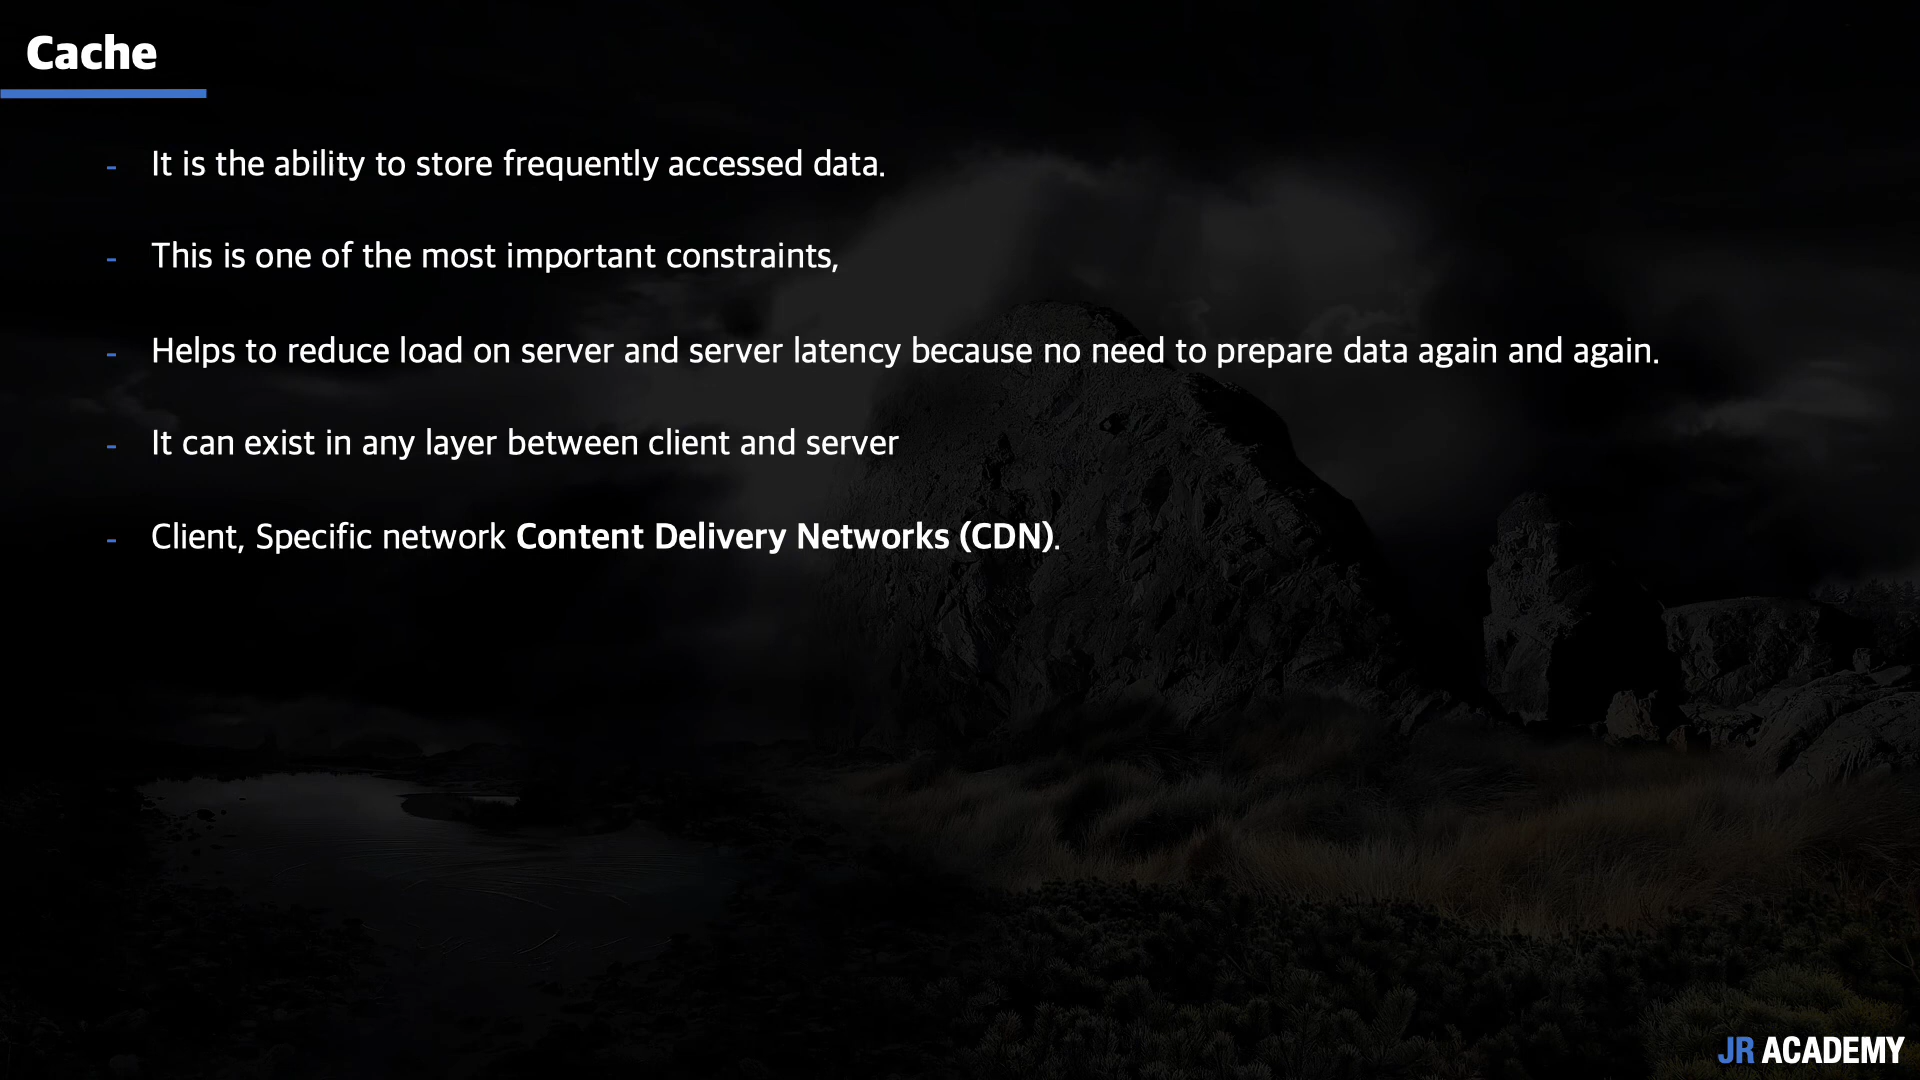 Cache
- It is the ability to store frequently accessed data.
- This is one of the most important constraints,
- Helps to reduce load on server and server latency because no need to prepare data again and again.
- It can exist in any layer between client and server
- Client, Specific network Content Delivery Networks (CDN).
JR ACADEMY